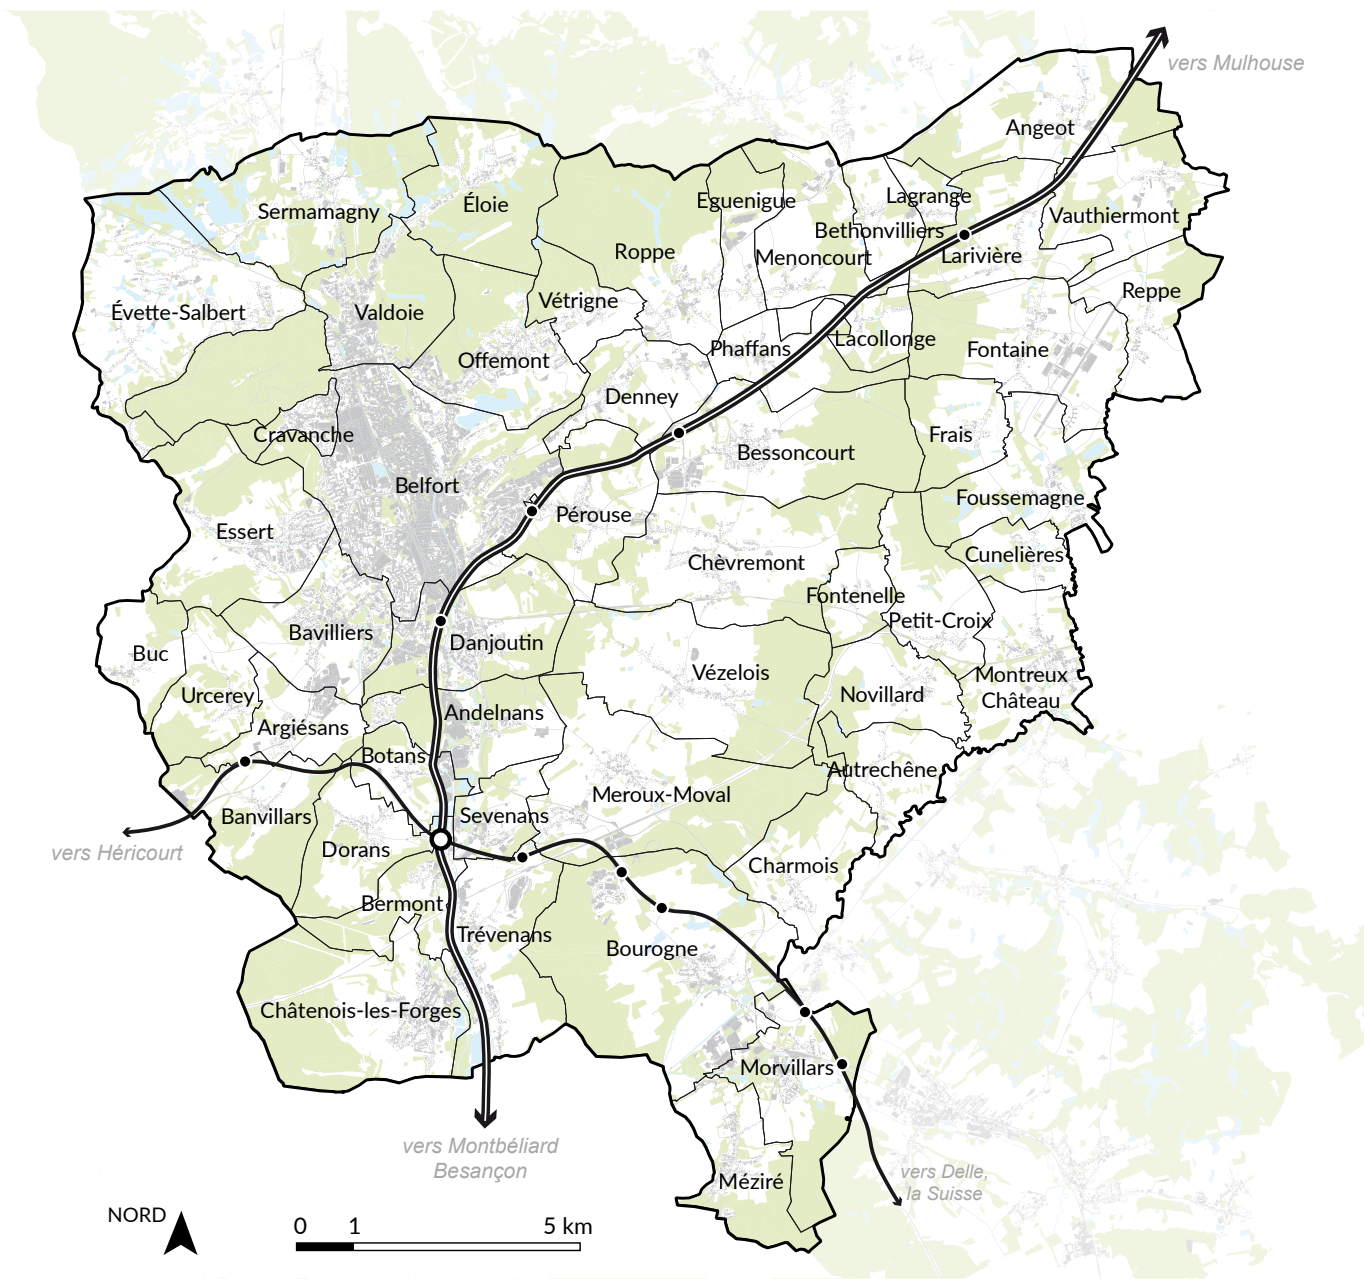 vers Mulhouse
Angeot
Lagrange
Eguenigue
Éloie
Sermamagny
Vauthiermont
Bethonvilliers
Roppe
Menoncourt
Larivière
Reppe
Vétrigne
Évette-Salbert
Valdoie
Lacollonge
Phaffans
Fontaine
Offemont
Denney
Cravanche
Frais
Bessoncourt
Belfort
Foussemagne
Pérouse
Essert
Cunelières
Chèvremont
Fontenelle
Petit-Croix
Bavilliers
Danjoutin
Buc
Vézelois
Montreux
Château
Urcerey
Novillard
Andelnans
Argiésans
Botans
Autrechêne
Meroux-Moval
Banvillars
Sevenans
vers Héricourt
Dorans
Charmois
Bermont
Trévenans
Bourogne
Châtenois-les-Forges
Morvillars
vers Montbéliard
Besançon
Méziré
vers Delle,
la Suisse
NORD
0 1 5 km